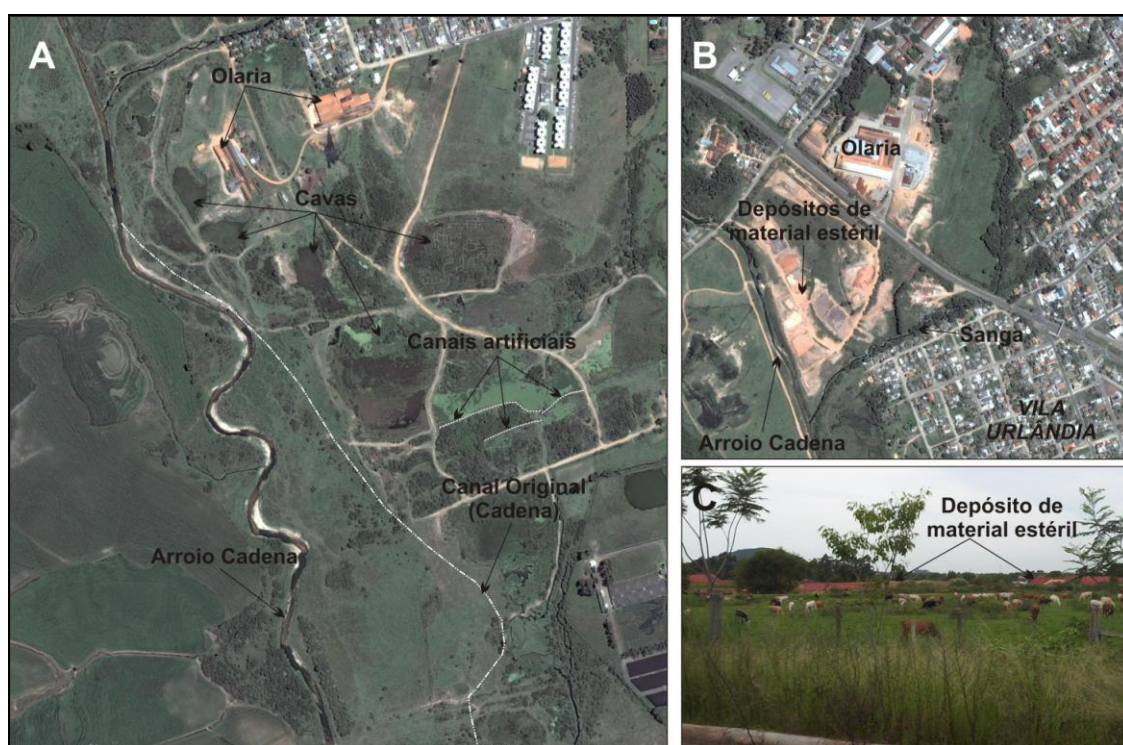 A
Olaria
Cavas
Canais artificiais
Canal Original
(Cadena)
Arroio Cadena
B
Olaria
Depósitos de
material estéril
Sanga
VILA
URLÂNDIA
Arroio Cadena
C
Depósito de
material estéril